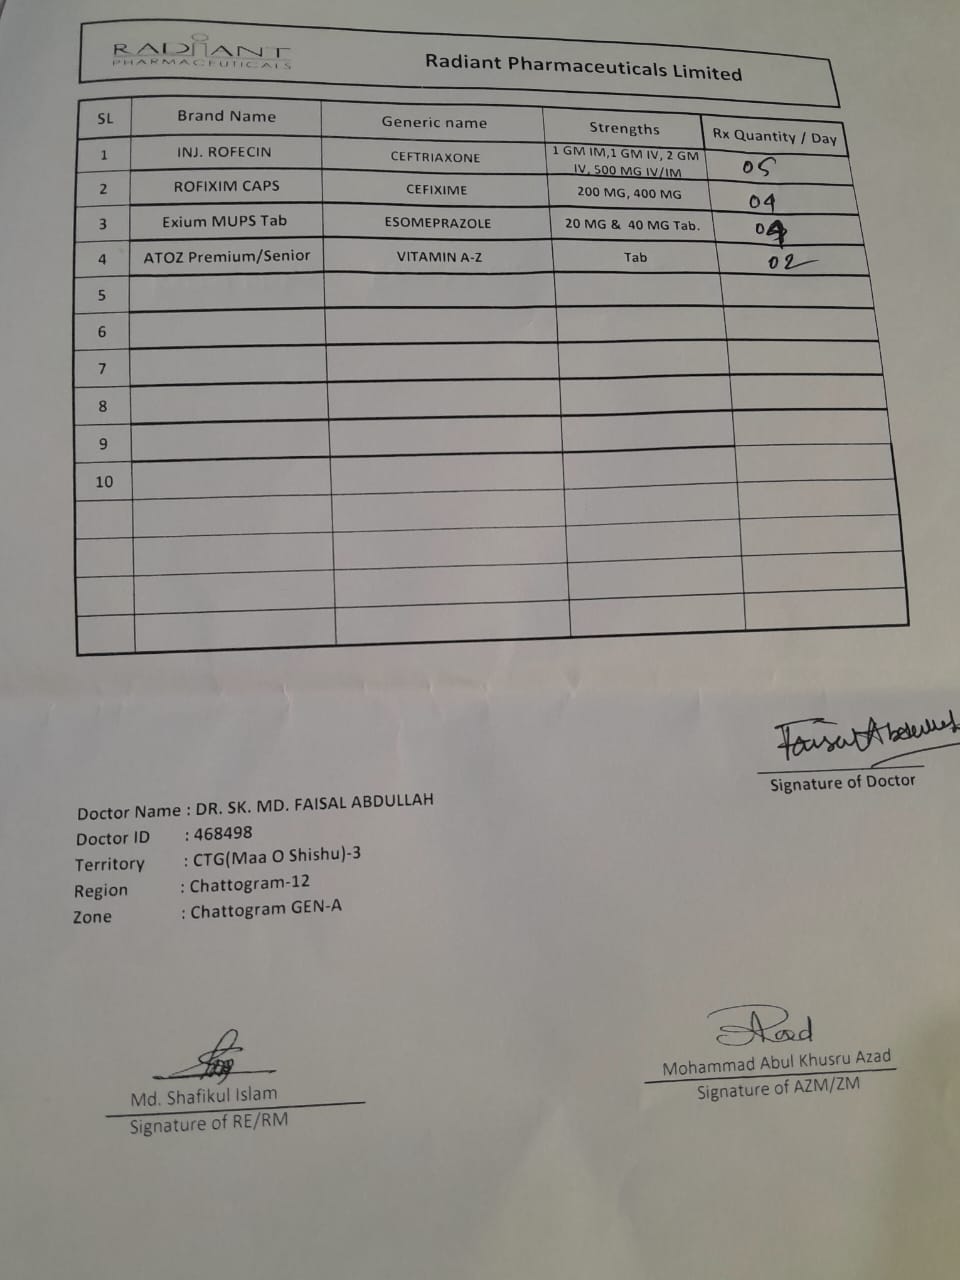 RADIANT
PHARMACEUTICALS
Radiant Pharmaceuticals Limited
SL Brand Name Generic name Strengths Rx Quantity / Day
1 INJ. ROFECIN CEFTRIAXONE 1 GM IM,1 GM IV, 2 GM IV, 500 MG IV/IM 05
2 ROFIXIM CAPS CEFIXIME 200 MG, 400 MG 04
3 Exium MUPS Tab ESOMEPRAZOLE 20 MG & 40 MG Tab. 04
4 ATOZ Premium/Senior VITAMIN A-Z Tab 02
5
6
7
8
9
10
Faisal Abdullah
Signature of Doctor
Doctor Name : DR. SK. MD. FAISAL ABDULLAH
Doctor ID : 468498
Territory : CTG(Maa O Shishu)-3
Region : Chattogram-12
Zone : Chattogram GEN-A
Azad
Md. Shafikul Islam
Signature of RE/RM
Mohammad Abul Khusru Azad
Signature of AZM/ZM